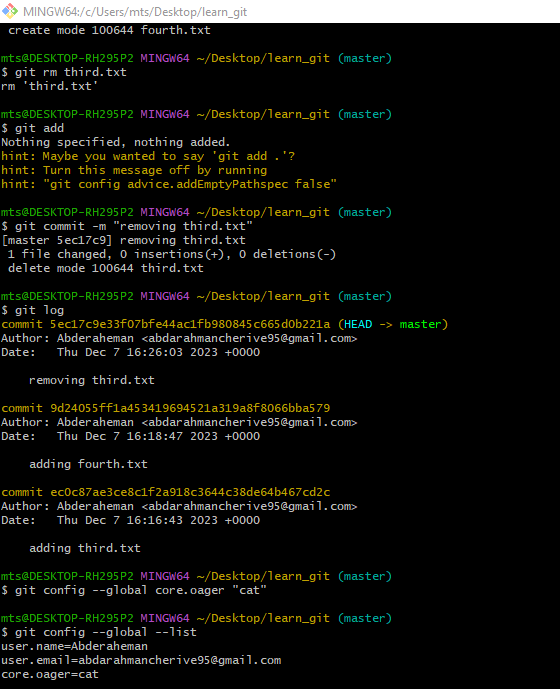 MINGW64:/c/Users/mts/Desktop/learn_git
create mode 100644 fourth.txt
mts@DESKTOP-RH295P2 MINGW64 ~/Desktop/learn_git (master)
$ git rm third.txt
rm 'third.txt'
mts@DESKTOP-RH295P2 MINGW64 ~/Desktop/learn_git (master)
$ git add
Nothing specified, nothing added.
hint: Maybe you wanted to say 'git add .'?
hint: Turn this message off by running
hint: "git config advice.addEmptyPathspec false"
mts@DESKTOP-RH295P2 MINGW64 ~/Desktop/learn_git (master)
$ git commit -m "removing third.txt"
[master 5ec17c9] removing third.txt
1 file changed, 0 insertions(+), 0 deletions(-)
delete mode 100644 third.txt
mts@DESKTOP-RH295P2 MINGW64 ~/Desktop/learn_git (master)
$ git log
commit 5ec17c9e33f07bfe44ac1fb980845c665d0b221a (HEAD -> master)
Author: Abderaheman <abdarahmancherive95@gmail.com>
Date:   Thu Dec 7 16:26:03 2023 +0000
removing third.txt
commit 9d24055ff1a453419694521a319a8f8066bba579
Author: Abderaheman <abdarahmancherive95@gmail.com>
Date:   Thu Dec 7 16:18:47 2023 +0000
adding fourth.txt
commit ec0c87ae3ce8c1f2a918c3644c38de64b467cd2c
Author: Abderaheman <abdarahmancherive95@gmail.com>
Date:   Thu Dec 7 16:16:43 2023 +0000
adding third.txt
mts@DESKTOP-RH295P2 MINGW64 ~/Desktop/learn_git (master)
$ git config --global core.oager "cat"
mts@DESKTOP-RH295P2 MINGW64 ~/Desktop/learn_git (master)
$ git config --global --list
user.name=Abderaheman
user.email=abdarahmancherive95@gmail.com
core.oager=cat